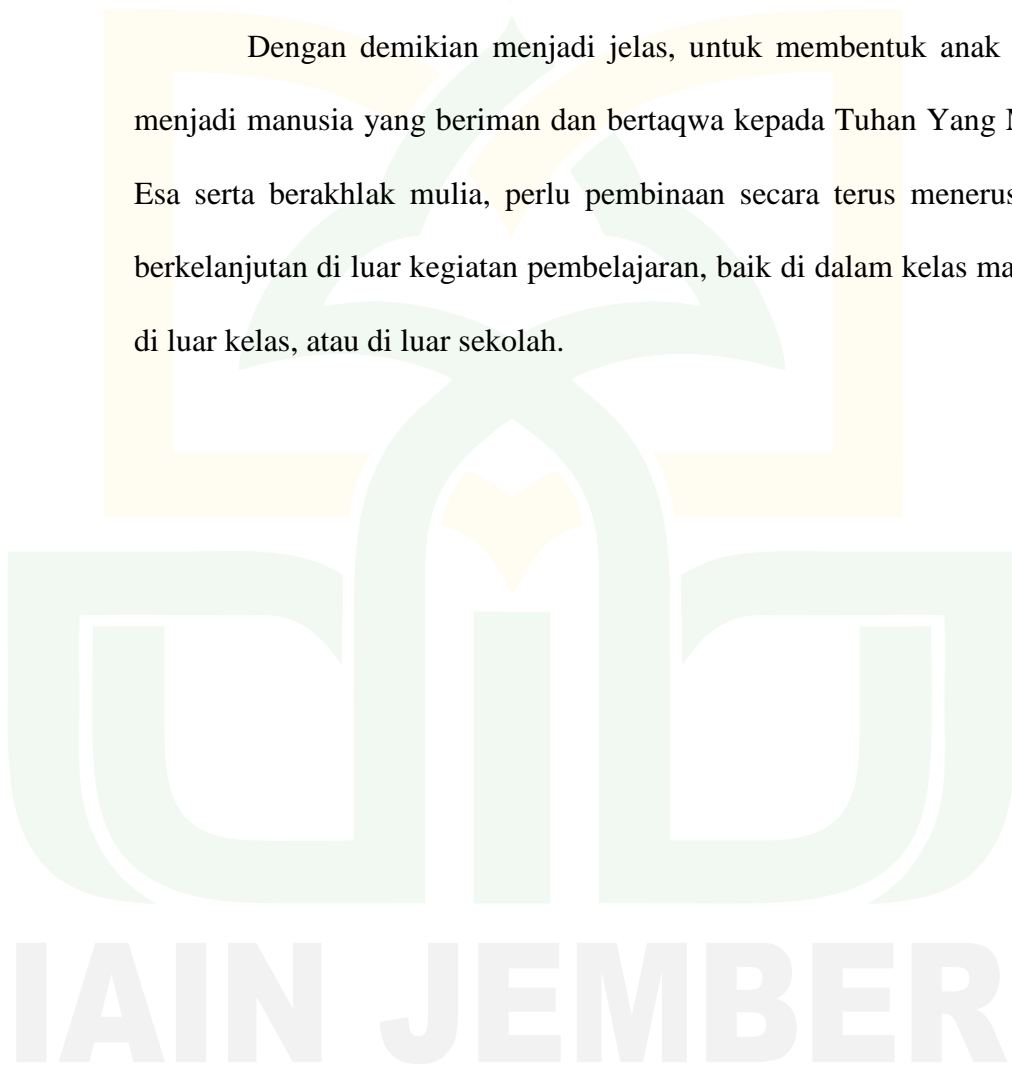 Dengan demikian menjadi jelas, untuk membentuk anak
menjadi manusia yang beriman dan bertaqwa kepada Tuhan Yang
Esa serta berakhlak mulia, perlu pembinaan secara terus menerus
berkelanjutan di luar kegiatan pembelajaran, baik di dalam kelas
di luar kelas, atau di luar sekolah.
IAIN JEMBER